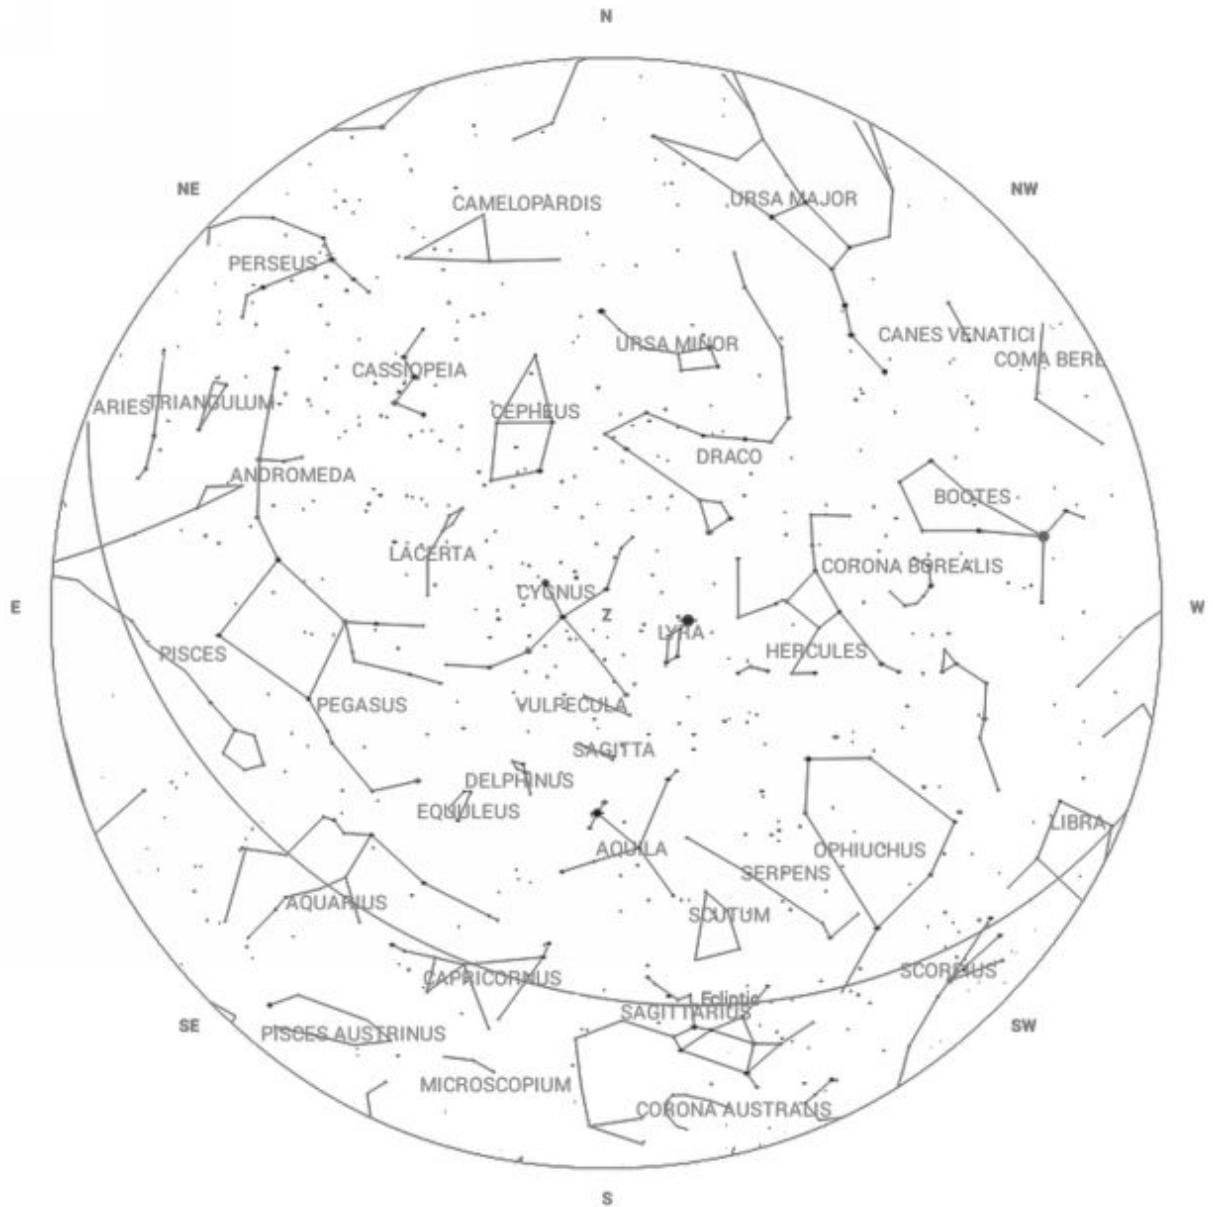 N
NE
NW
CAMELOPARDIS
URSA MAJOR
PERSEUS
CANES VENATICI
URSA MINOR
COMA BERE
CASSIOPEIA
ARIES
TRIANGULUM
CEPHEUS
DRACO
ANDROMEDA
BOOTES
LACERTA
CORONA BOREALIS
CYGNUS
E
Z
W
LYRA
HERCULES
PISCES
PEGASUS
VULPECULA
SAGITTA
DELPHINUS
EQUULEUS
LIBRA
AQUILA
OPHIUCHUS
SERPENS
AQUARIUS
SCUTUM
SCORPIUS
CAPRICORNUS
Ecliptic
SAGITTARIUS
SE
PISCES AUSTRINUS
SW
MICROSCOPIUM
CORONA AUSTRALIS
S